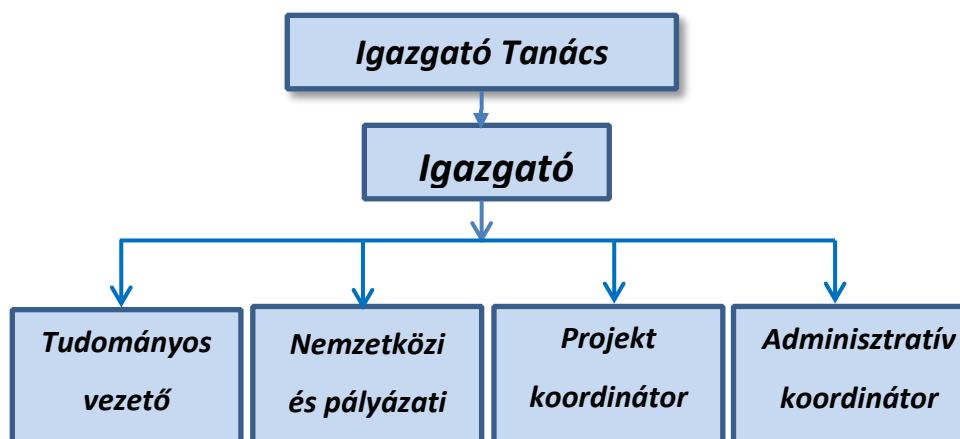 Igazgató Tanács
Igazgató
Tudományos
vezető
Nemzetközi
és pályázati
Projekt
koordinátor
Adminisztratív
koordinátor